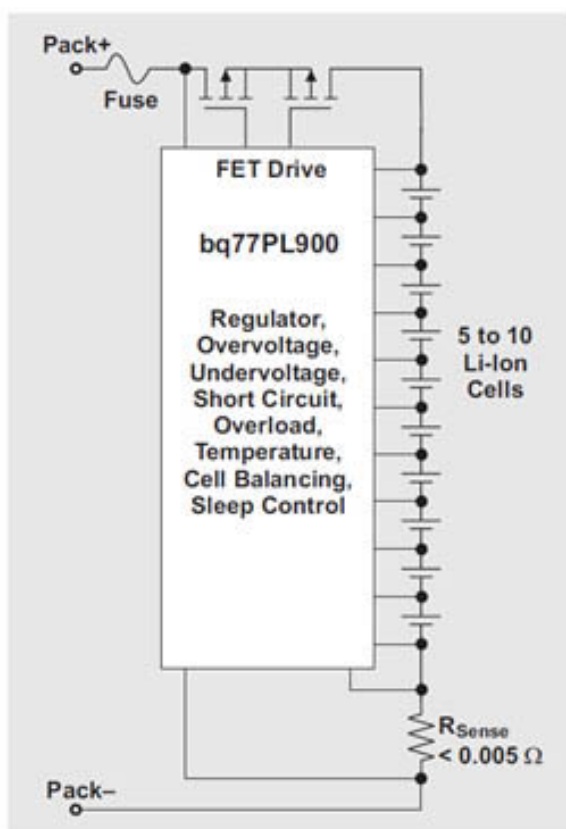 Pack+
Fuse
FET Drive
bq77PL900
Regulator,
Overvoltage,
Undervoltage,
Short Circuit,
Overload,
Temperature,
Cell Balancing,
Sleep Control
5 to 10
Li-Ion
Cells
RSense
< 0.005 Ω
Pack–